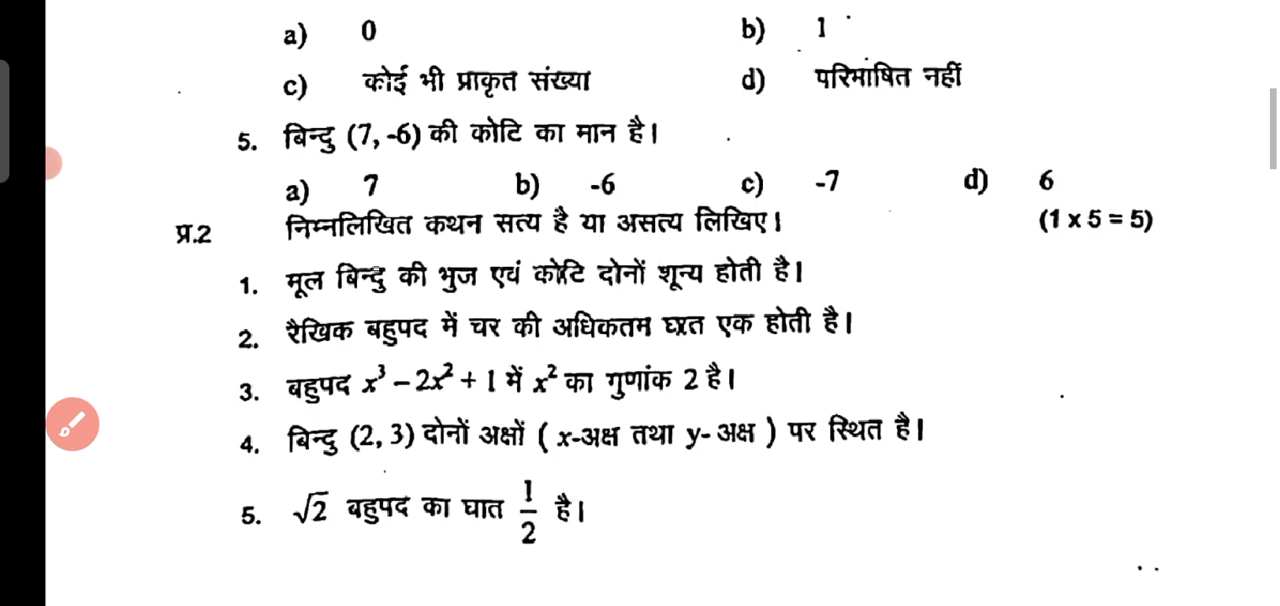 a) 0 b) 1
c) कोई भी प्राकृत संख्या d) परिभाषित नहीं
5. बिन्दु (7, -6) की कोटि का मान है।
a) 7 b) -6 c) -7 d) 6
प्र.2 निम्नलिखित कथन सत्य है या असत्य लिखिए। (1 x 5 = 5)
1. मूल बिन्दु की भुज एवं कोटि दोनों शून्य होती है।
2. रैखिक बहुपद में चर की अधिकतम घात एक होती है।
3. बहुपद x³ – 2x² + 1 में x² का गुणांक 2 है।
4. बिन्दु (2, 3) दोनों अक्षों ( x-अक्ष तथा y- अक्ष ) पर स्थित है।
5. √2 बहुपद का घात 1/2 है।